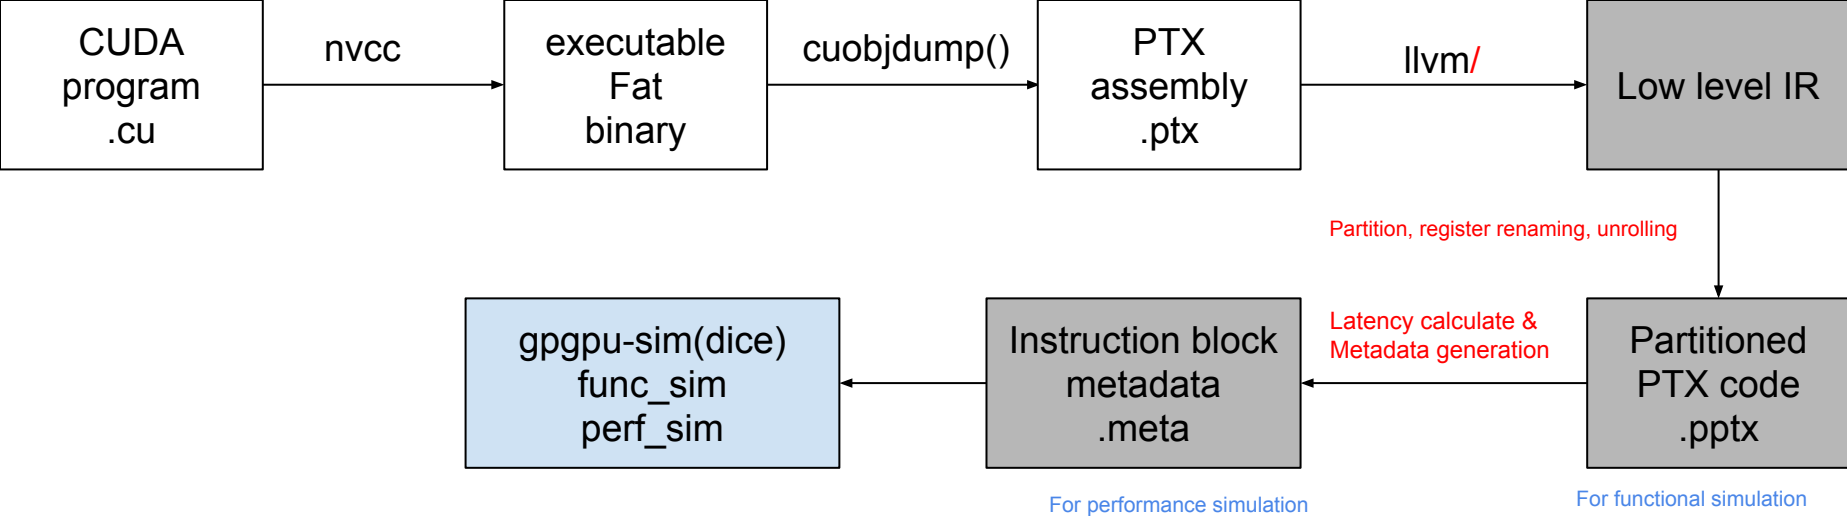 CUDA
program
.cu
nvcc
executable
Fat
binary
cuobjdump()
PTX
assembly
.ptx
llvm/
Low level IR
Partition, register renaming, unrolling
gpgpu-sim(dice)
func_sim
perf_sim
Instruction block
metadata
.meta
Latency calculate &
Metadata generation
Partitioned
PTX code
.pptx
For performance simulation
For functional simulation